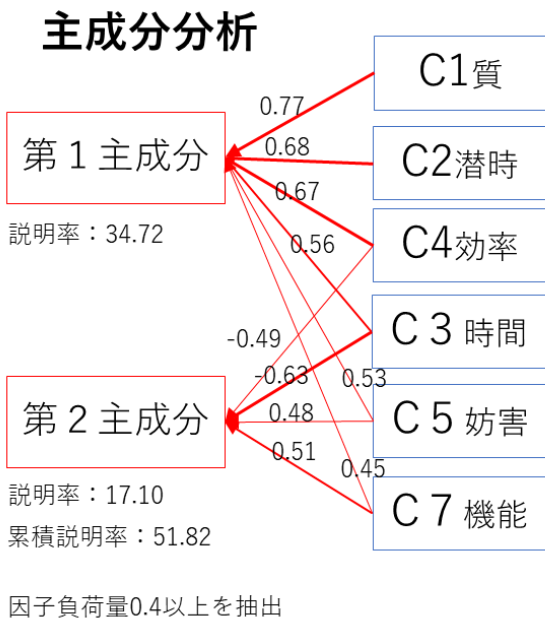 主成分分析
C1質
0.77
第１主成分
0.68
C2潜時
0.67
説明率：34.72
0.56
C4効率
C３時間
-0.49
-0.63
0.53
第２主成分
0.48
C５妨害
0.51
0.45
説明率：17.10
累積説明率：51.82
C７機能
因子負荷量0.4以上を抽出